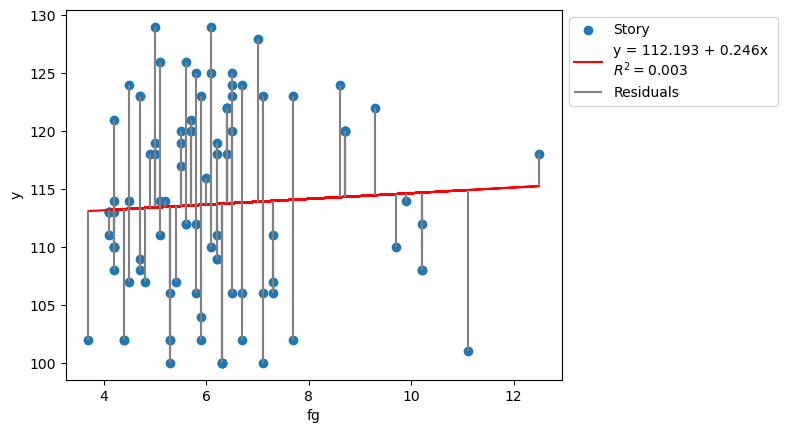 130
125
120
115
110
105
100
y
4
6
8
10
12
fg
Story
y = 112.193 + 0.246x
R² = 0.003
Residuals